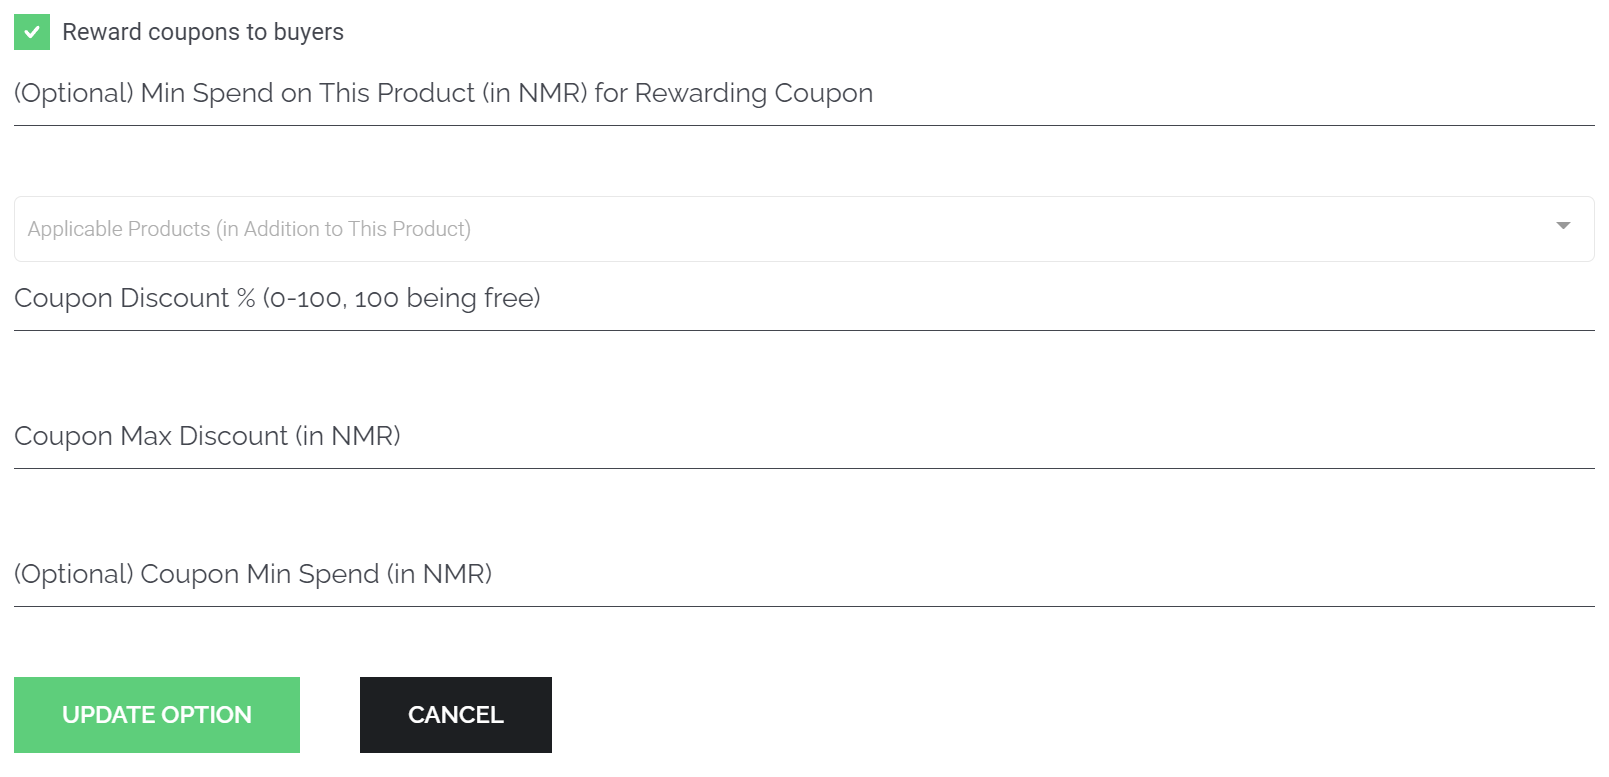 Reward coupons to buyers
(Optional) Min Spend on This Product (in NMR) for Rewarding Coupon
Applicable Products (in Addition to This Product)
Coupon Discount % (0-100, 100 being free)
Coupon Max Discount (in NMR)
(Optional) Coupon Min Spend (in NMR)
UPDATE OPTION
CANCEL